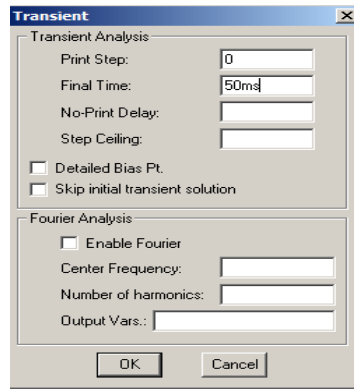 Transient
Transient Analysis
Print Step: 0
Final Time: 50ms
No-Print Delay:
Step Ceiling:
Detailed Bias Pt.
Skip initial transient solution
Fourier Analysis
Enable Fourier
Center Frequency:
Number of harmonics:
Output Vars.:
OK Cancel